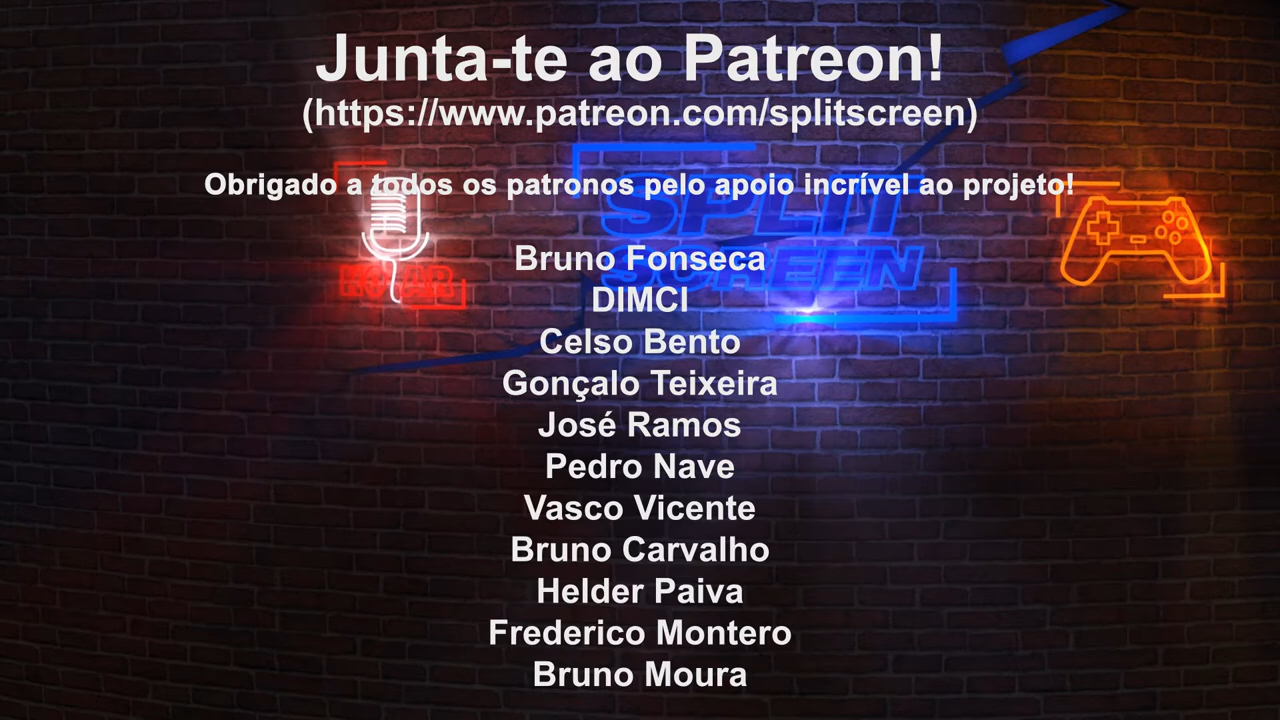 Junta-te ao Patreon!
(https://www.patreon.com/splitscreen)
Obrigado a todos os patronos pelo apoio incrível ao projeto!
SPLIT
SCREEN
Bruno Fonseca
DIMCI
Celso Bento
Gonçalo Teixeira
José Ramos
Pedro Nave
Vasco Vicente
Bruno Carvalho
Helder Paiva
Frederico Montero
Bruno Moura